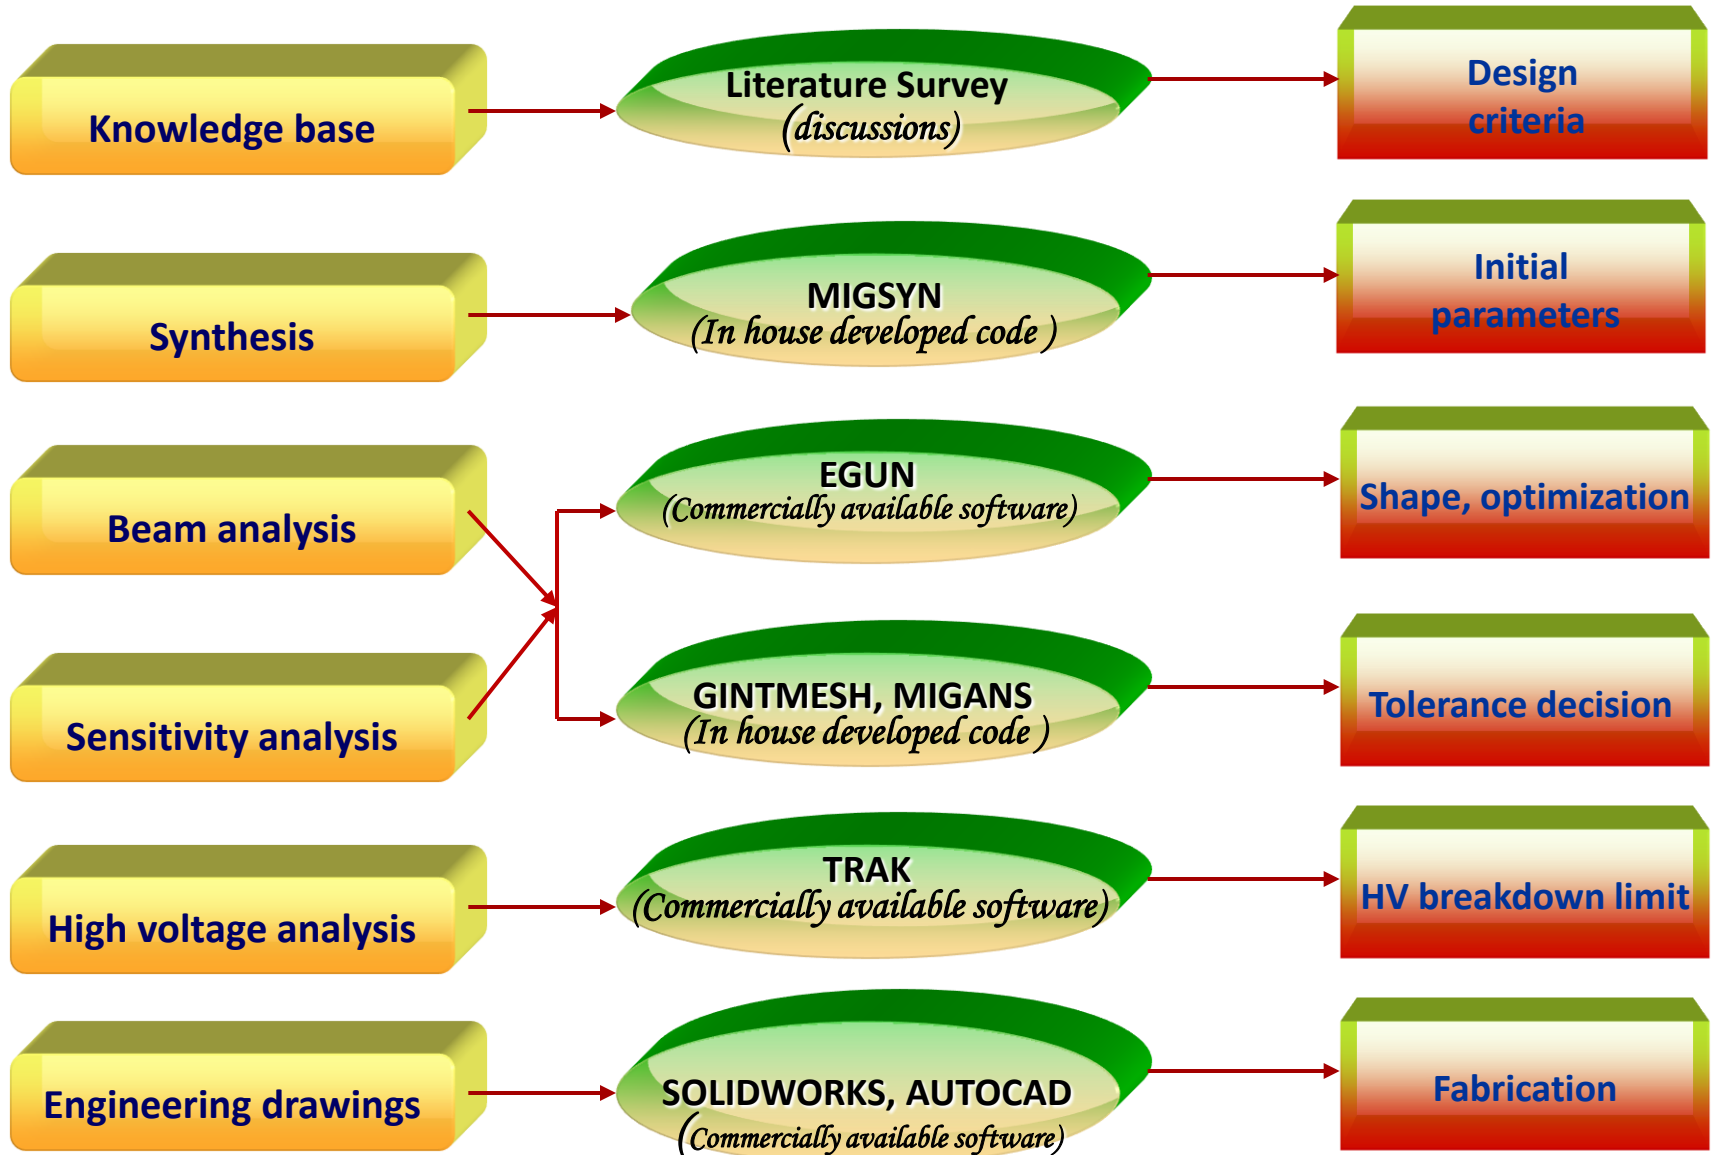 Knowledge base
Literature Survey
(discussions)
Design
criteria
Synthesis
MIGSYN
(In house developed code )
Initial
parameters
Beam analysis
EGUN
(Commercially available software)
Shape, optimization
Sensitivity analysis
GINTMESH, MIGANS
(In house developed code )
Tolerance decision
High voltage analysis
TRAK
(Commercially available software)
HV breakdown limit
Engineering drawings
SOLIDWORKS, AUTOCAD
(Commercially available software)
Fabrication